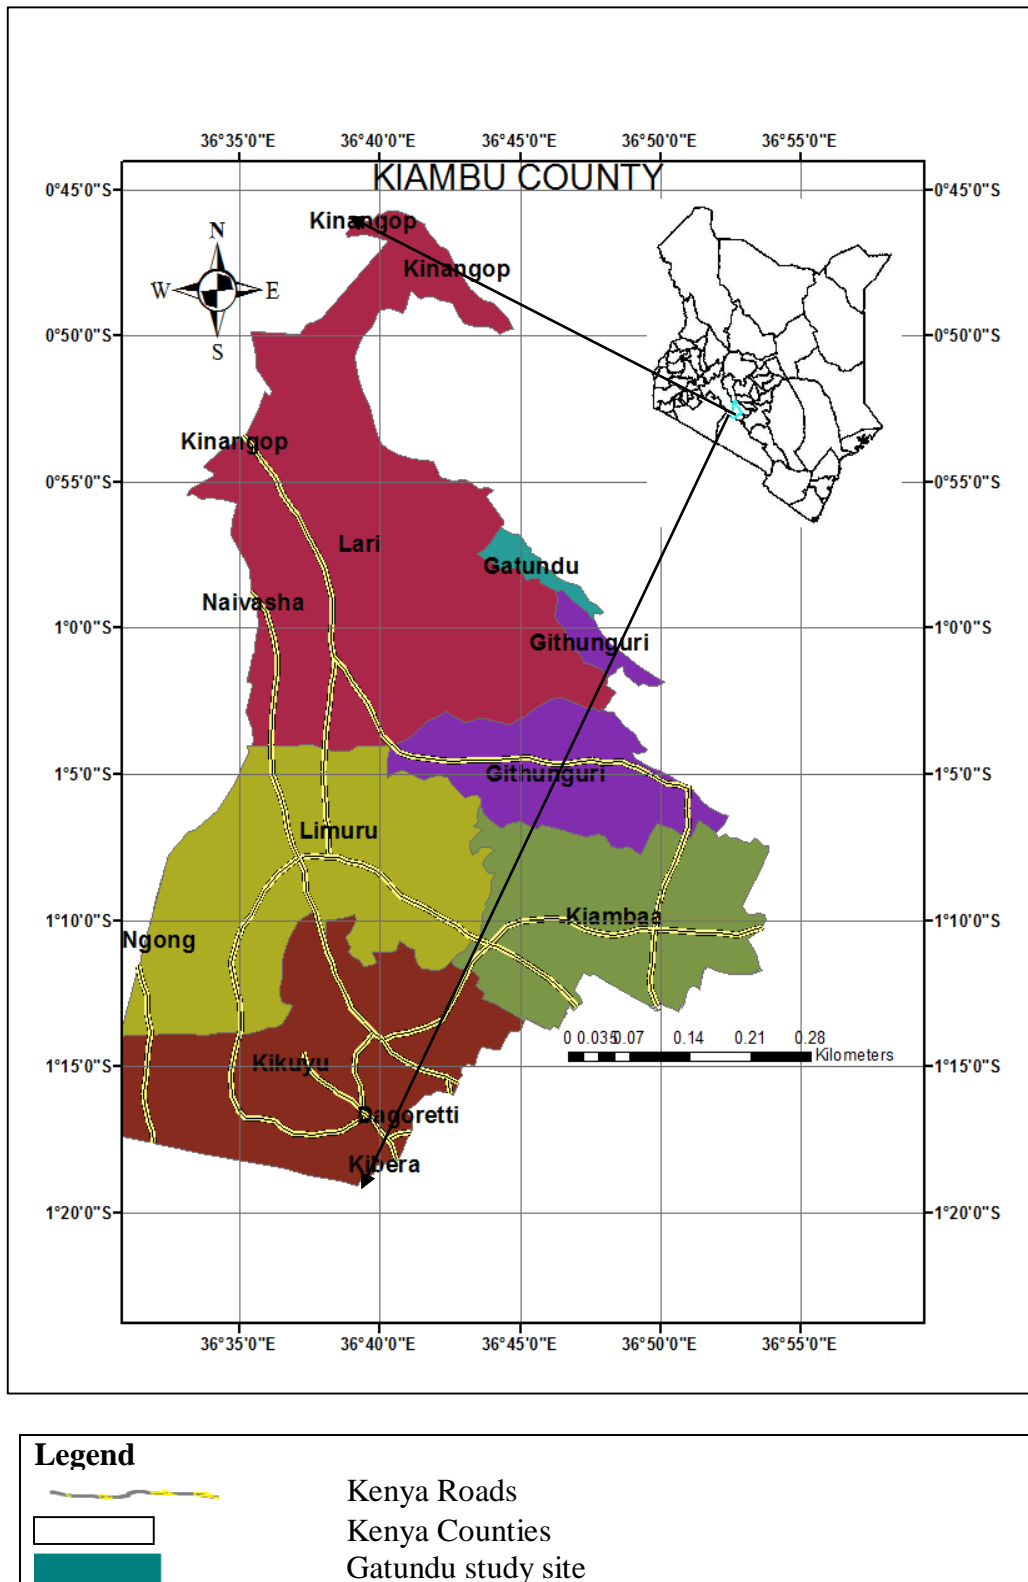 36°35'0"E 36°40'0"E 36°45'0"E 36°50'0"E 36°55'0"E
KIAMBU COUNTY
0°45'0"S 0°45'0"S
Kinangop
N
Kinangop
W E
S
0°50'0"S 0°50'0"S
Kinangop
0°55'0"S 0°55'0"S
Lari
Gatundu
Naivasha
1°0'0"S 1°0'0"S
Githunguri
1°5'0"S Githunguri 1°5'0"S
Limuru
1°10'0"S Kiambaa 1°10'0"S
Ngong
0 0.035 0.07 0.14 0.21 0.28
Kilometers
1°15'0"S Kikuyu 1°15'0"S
Dagoretti
Kibera
1°20'0"S 1°20'0"S
36°35'0"E 36°40'0"E 36°45'0"E 36°50'0"E 36°55'0"E
Legend
Kenya Roads
Kenya Counties
Gatundu study site